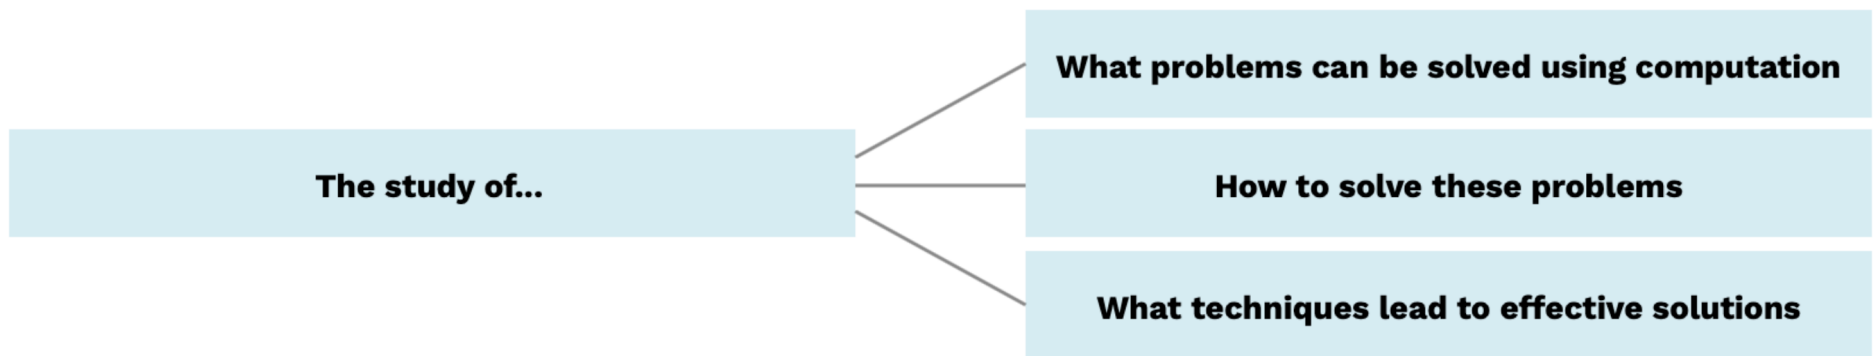 The study of...
What problems can be solved using computation
How to solve these problems
What techniques lead to effective solutions